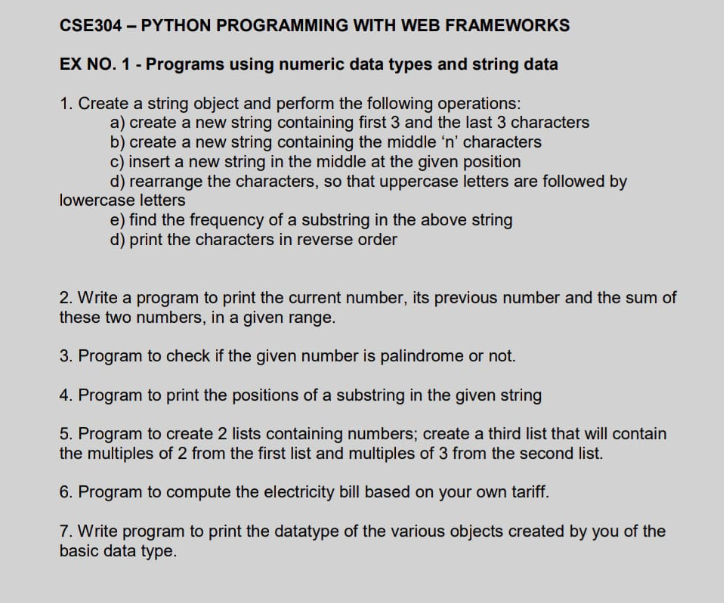 CSE304 – PYTHON PROGRAMMING WITH WEB FRAMEWORKS
EX NO. 1 - Programs using numeric data types and string data
1. Create a string object and perform the following operations:
a) create a new string containing first 3 and the last 3 characters
b) create a new string containing the middle ‘n’ characters
c) insert a new string in the middle at the given position
d) rearrange the characters, so that uppercase letters are followed by
lowercase letters
e) find the frequency of a substring in the above string
d) print the characters in reverse order
2. Write a program to print the current number, its previous number and the sum of
these two numbers, in a given range.
3. Program to check if the given number is palindrome or not.
4. Program to print the positions of a substring in the given string
5. Program to create 2 lists containing numbers; create a third list that will contain
the multiples of 2 from the first list and multiples of 3 from the second list.
6. Program to compute the electricity bill based on your own tariff.
7. Write program to print the datatype of the various objects created by you of the
basic data type.